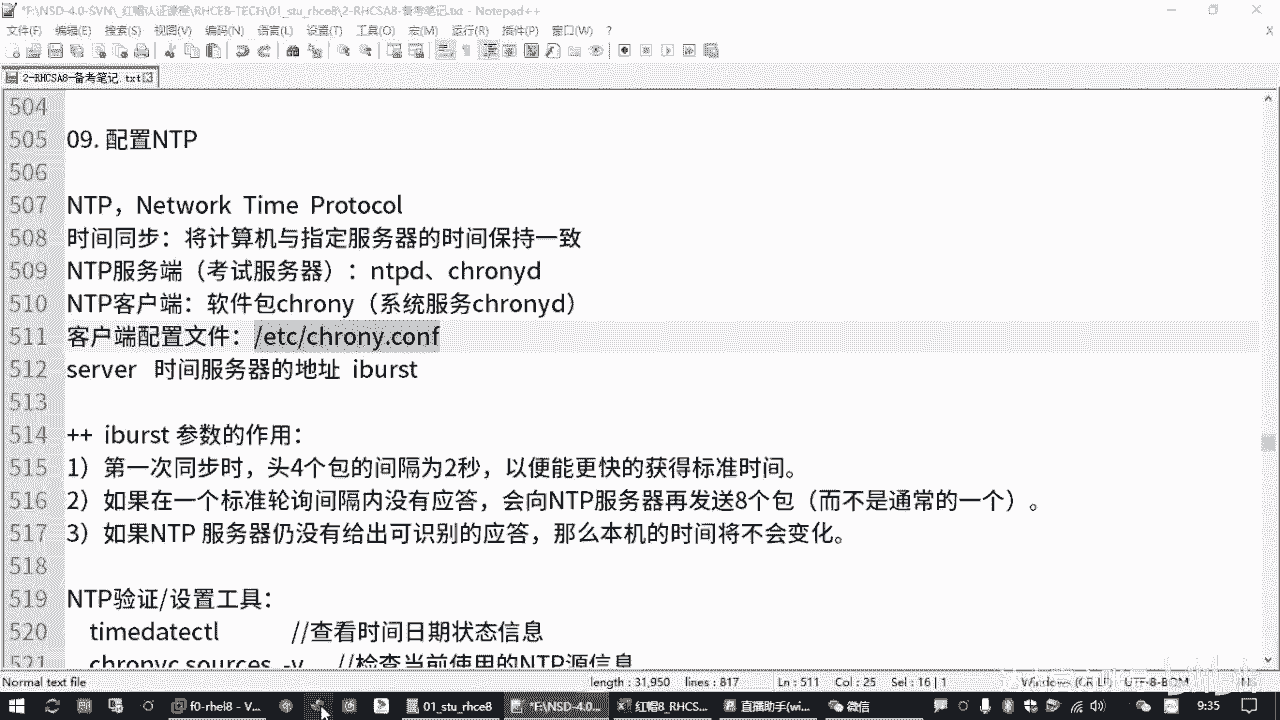 *F:\NSD-4.0-SVN\_红帽认证课程\RHCE8-TECH\01_stu_rhce8\2-RHCSA8-备考笔记.txt - Notepad++
文件(F) 编辑(E) 搜索(S) 视图(V) 编码(N) 语言(L) 设置(T) 工具(O) 宏(M) 运行(R) 插件(P) 窗口(W) ?
2-RHCSA8-备考笔记.txt
504
505 09. 配置NTP
506
507 NTP，Network Time Protocol
508 时间同步：将计算机与指定服务器的时间保持一致
509 NTP服务端（考试服务器）：ntpd、chronyd
510 NTP客户端：软件包chrony（系统服务chronyd）
511 客户端配置文件：/etc/chrony.conf
512 server 时间服务器的地址 iburst
513
514 ++ iburst 参数的作用：
515 1）第一次同步时，头4个包的间隔为2秒，以便能更快的获得标准时间。
516 2）如果在一个标准轮询间隔内没有应答，会向NTP服务器再发送8个包（而不是通常的一个）。
517 3）如果NTP 服务器仍没有给出可识别的应答，那么本机的时间将不会变化。
518
519 NTP验证/设置工具：
520 timedatectl //查看时间日期状态信息
521 chronyc sources -v //检查当前使用的NTP源信息
Normal text file length : 31,950 lines : 817 Ln : 511 Col : 25 Sel : 16 | 1 Windows (CR LF) UTF-8-BOM
f0-rhel8 - V... 01_stu_rhce8 *F:\NSD-4.0... 红帽8_RHCS... 直播助手(wi... 微信 9:35